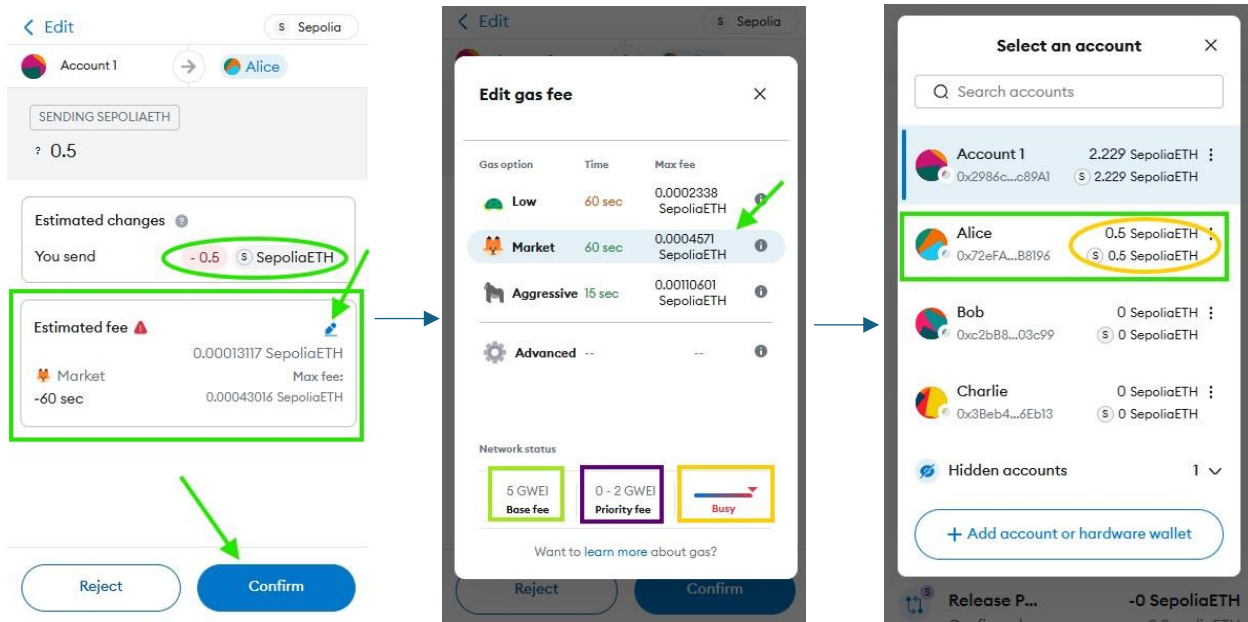 Edit
S Sepolia
Account 1
Alice
SENDING SEPOLIAETH
? 0.5
Estimated changes ?
You send - 0.5 S SepoliaETH
Estimated fee
0.00013117 SepoliaETH
Market Max fee:
~60 sec 0.00043016 SepoliaETH
Reject Confirm
Edit
S Sepolia
Edit gas fee
Gas option Time Max fee
Low 60 sec 0.0002338
SepoliaETH
Market 60 sec 0.0004571
SepoliaETH
Aggressive 15 sec 0.00110601
SepoliaETH
Advanced -- --
Network status
5 GWEI 0 - 2 GWEI
Base fee Priority fee Busy
Want to learn more about gas?
Reject Confirm
Select an account
Search accounts
Account 1 2.229 SepoliaETH
0x2986c...c89A1 S 2.229 SepoliaETH
Alice 0.5 SepoliaETH
0x72eFA...B8196 S 0.5 SepoliaETH
Bob 0 SepoliaETH
0xc2bB8...03c99 S 0 SepoliaETH
Charlie 0 SepoliaETH
0x3Beb4...6Eb13 S 0 SepoliaETH
Hidden accounts 1
+ Add account or hardware wallet
S
Release P... -0 SepoliaETH